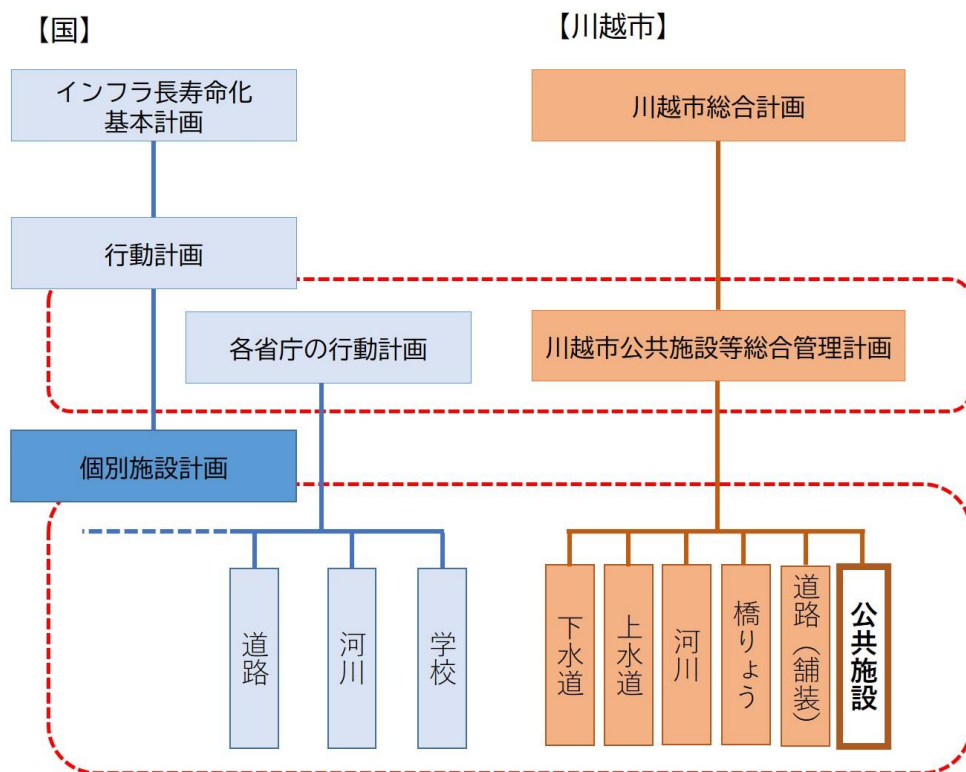 【国】
【川越市】
インフラ長寿命化
基本計画
川越市総合計画
行動計画
各省庁の行動計画
川越市公共施設等総合管理計画
個別施設計画
道路
河川
学校
下水道
上水道
河川
橋りょう
道路（舗装）
公共施設